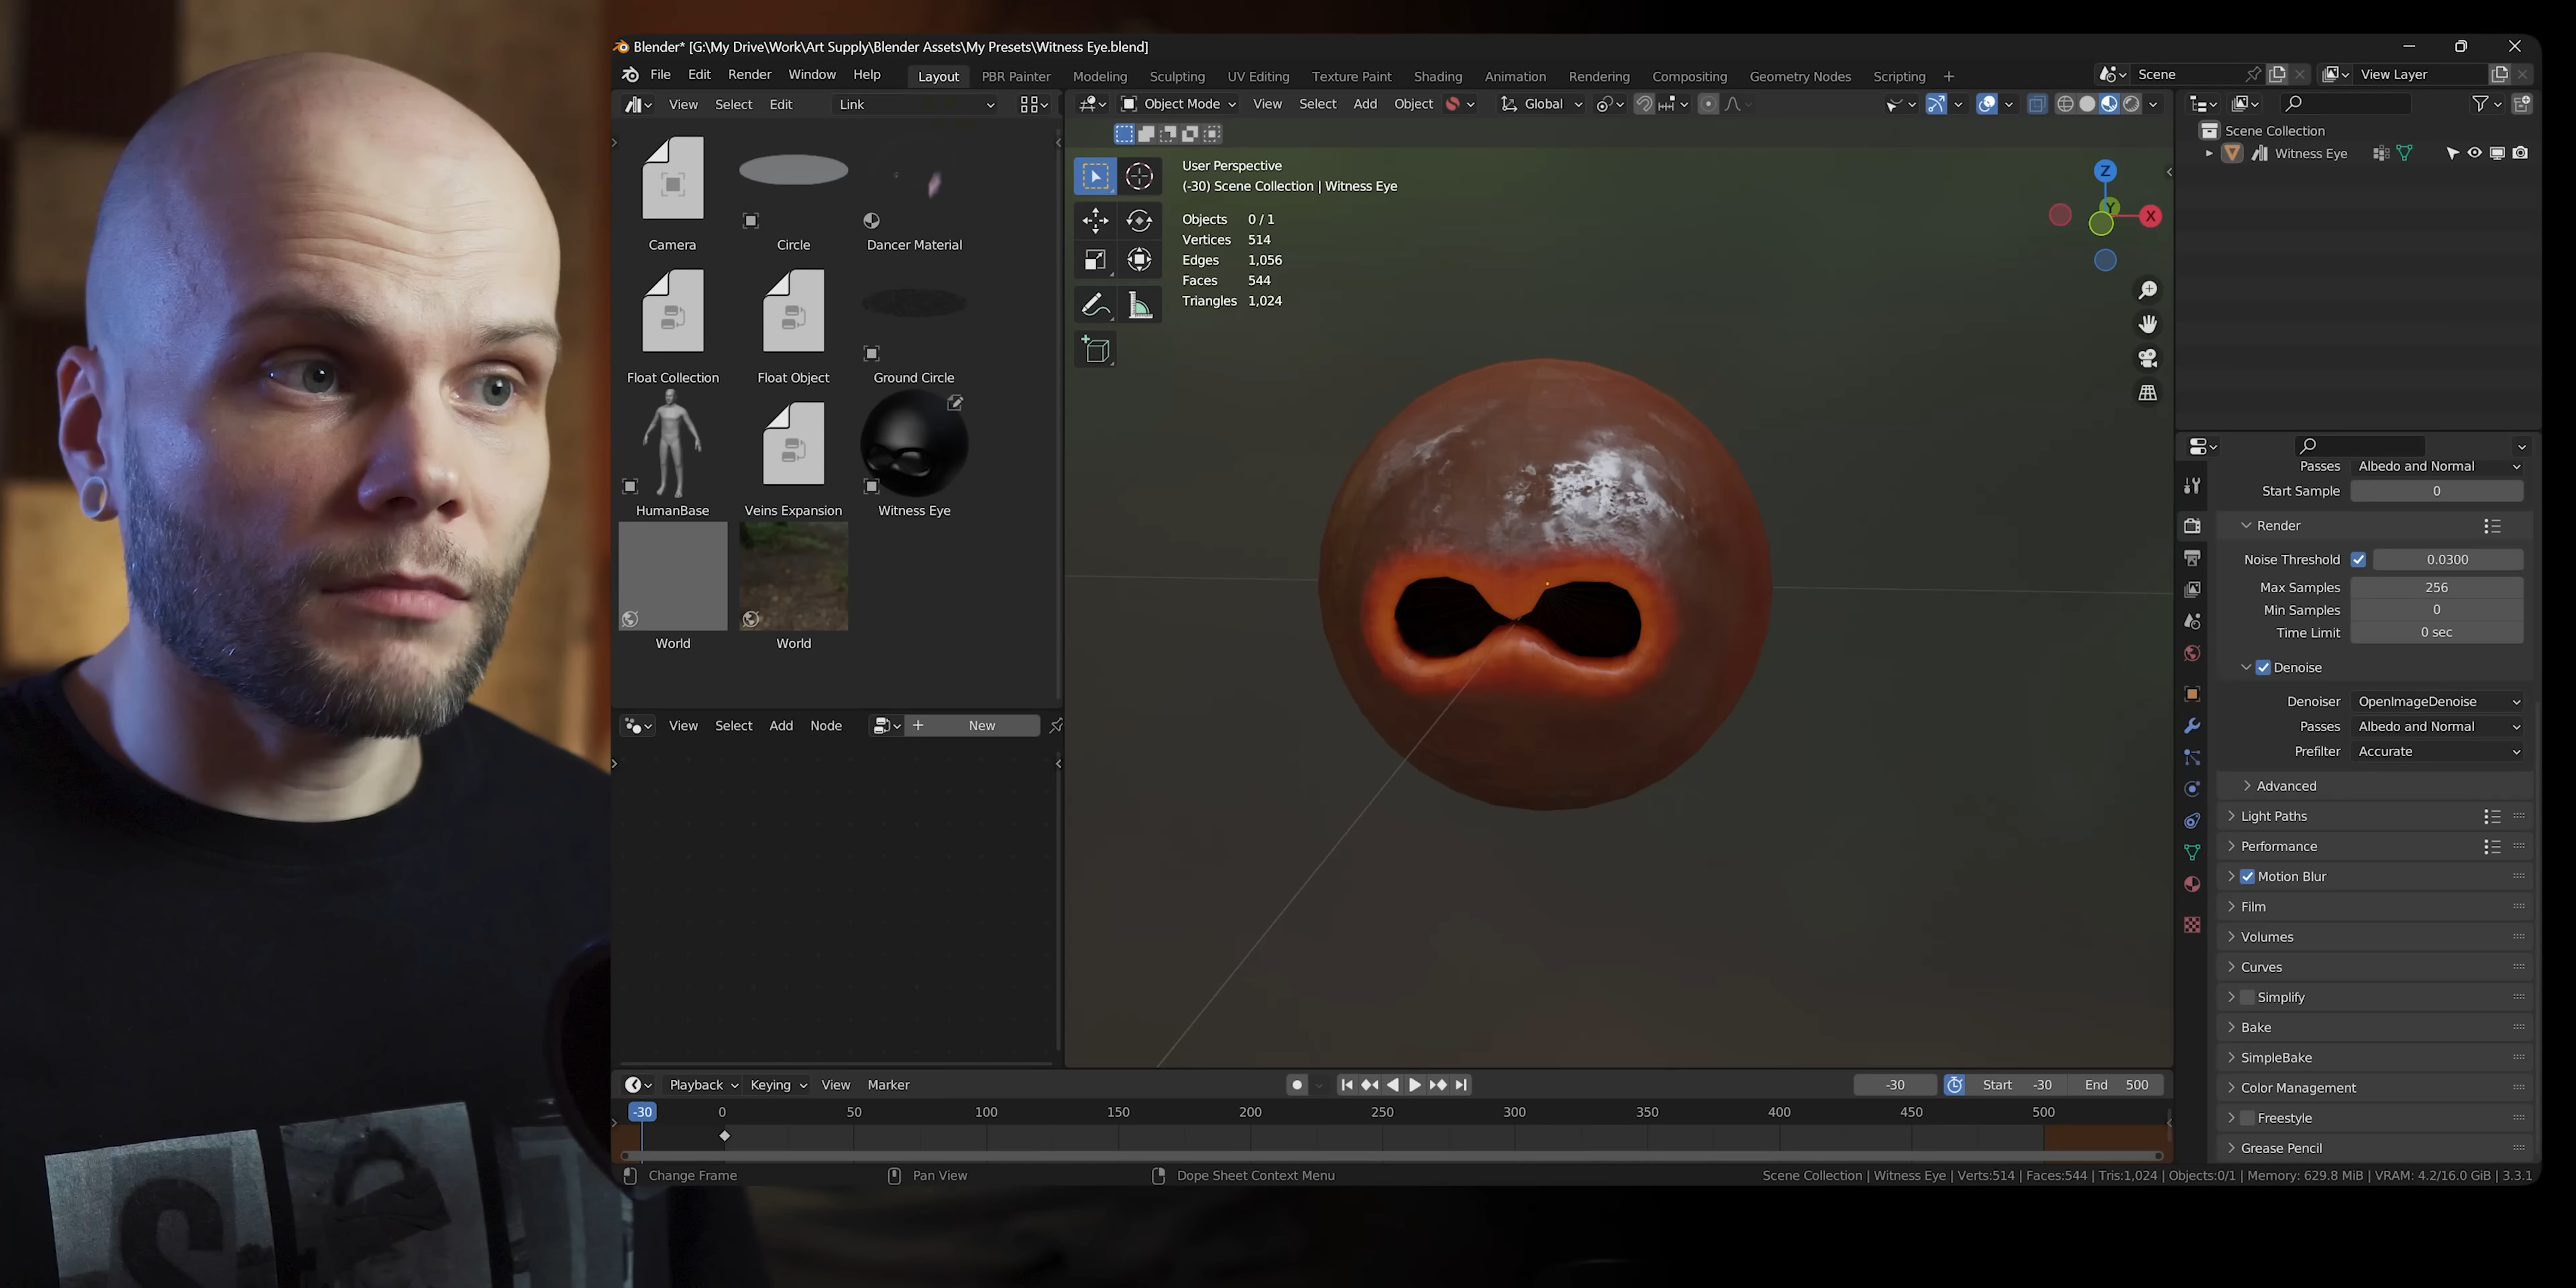 Blender* [G:\My Drive\Work\Art Supply\Blender Assets\My Presets\Witness Eye.blend]
File Edit Render Window Help Layout PBR Painter Modeling Sculpting UV Editing Texture Paint Shading Animation Rendering Compositing Geometry Nodes Scripting + Scene View Layer
View Select Edit Link
Object Mode View Select Add Object Global
Scene Collection
Witness Eye
Camera Circle Dancer Material
Float Collection Float Object Ground Circle
HumanBase Veins Expansion Witness Eye
World World
User Perspective
(-30) Scene Collection | Witness Eye
Objects 0 / 1
Vertices 514
Edges 1,056
Faces 544
Triangles 1,024
Z
Y
X
View Select Add Node + New
Passes Albedo and Normal
Start Sample 0
Render
Noise Threshold 0.0300
Max Samples 256
Min Samples 0
Time Limit 0 sec
Denoise
Denoiser OpenImageDenoise
Passes Albedo and Normal
Prefilter Accurate
Advanced
Light Paths
Performance
Motion Blur
Film
Volumes
Curves
Simplify
Bake
SimpleBake
Color Management
Freestyle
Grease Pencil
Playback Keying View Marker -30 Start -30 End 500
-30 0 50 100 150 200 250 300 350 400 450 500
Change Frame Pan View Dope Sheet Context Menu Scene Collection | Witness Eye | Verts:514 | Faces:544 | Tris:1,024 | Objects:0/1 | Memory: 629.8 MiB | VRAM: 4.2/16.0 GiB | 3.3.1